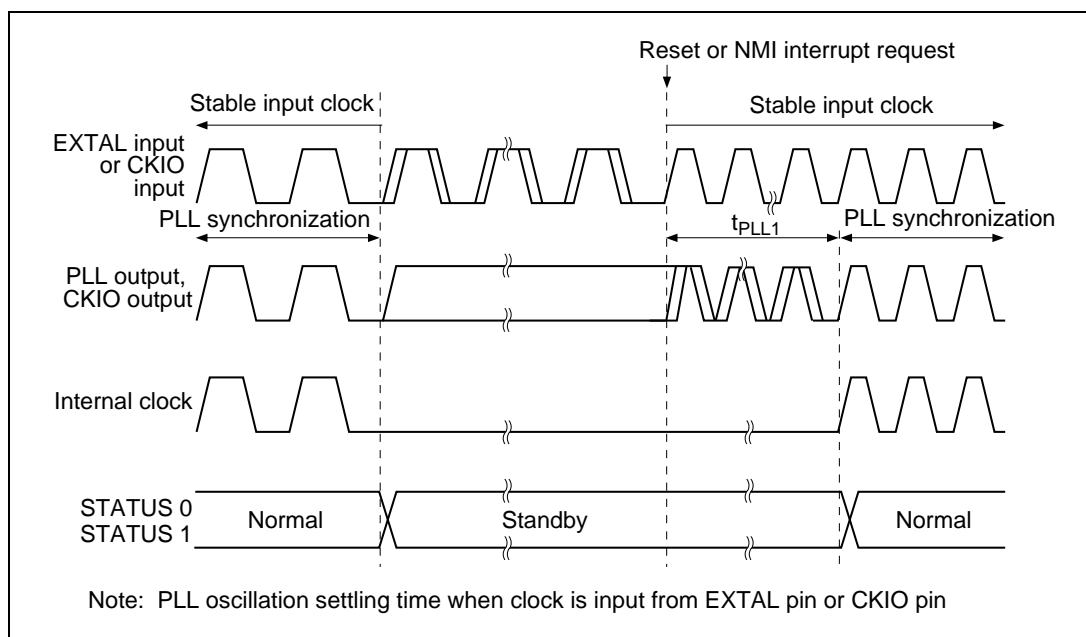 Reset or NMI interrupt request
Stable input clock
Stable input clock
EXTAL input
or CKIO
input
PLL synchronization
tPLL1
PLL synchronization
PLL output,
CKIO output
Internal clock
STATUS 0
STATUS 1
Normal
Standby
Normal
Note: PLL oscillation settling time when clock is input from EXTAL pin or CKIO pin